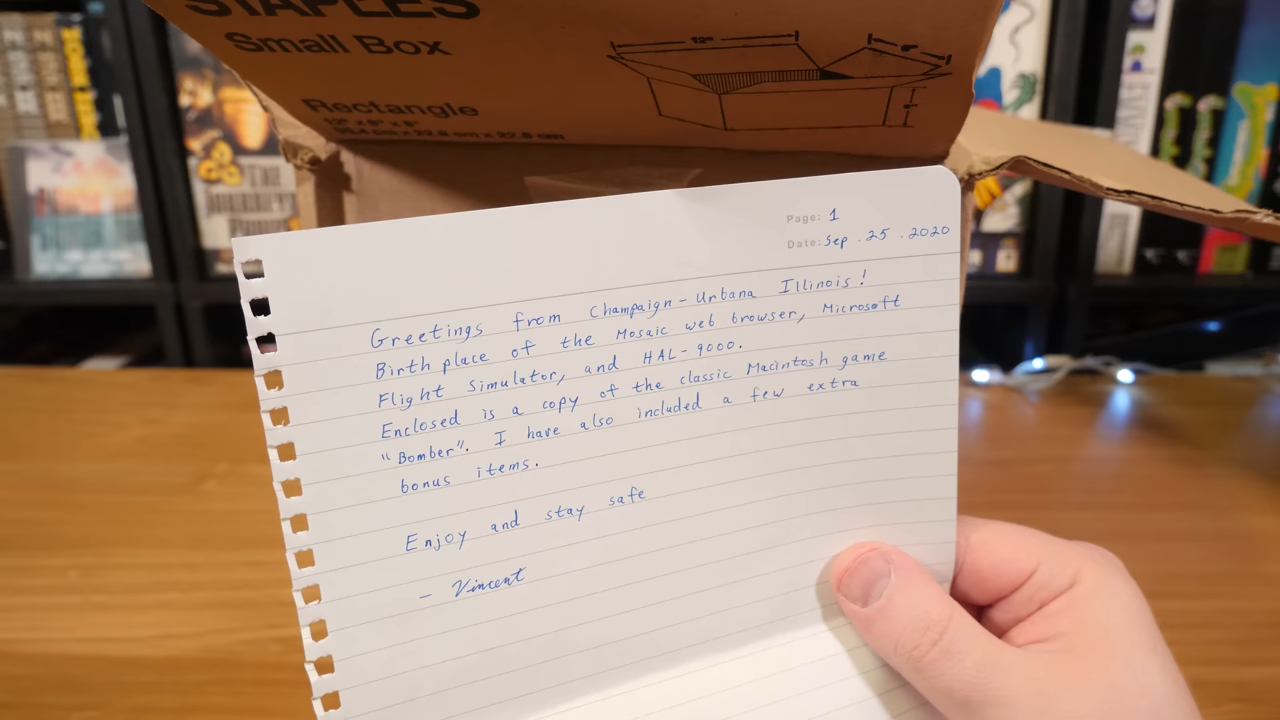 STAPLES
Small Box
Rectangle
Page: 1
Date: Sep . 25 . 2020
Greetings from Champaign-Urbana Illinois!
Birth place of the Mosaic web browser, Microsoft
Flight Simulator, and HAL-9000.
Enclosed is a copy of the classic Macintosh game
"Bomber". I have also included a few extra
bonus items.
Enjoy and stay safe
- Vincent